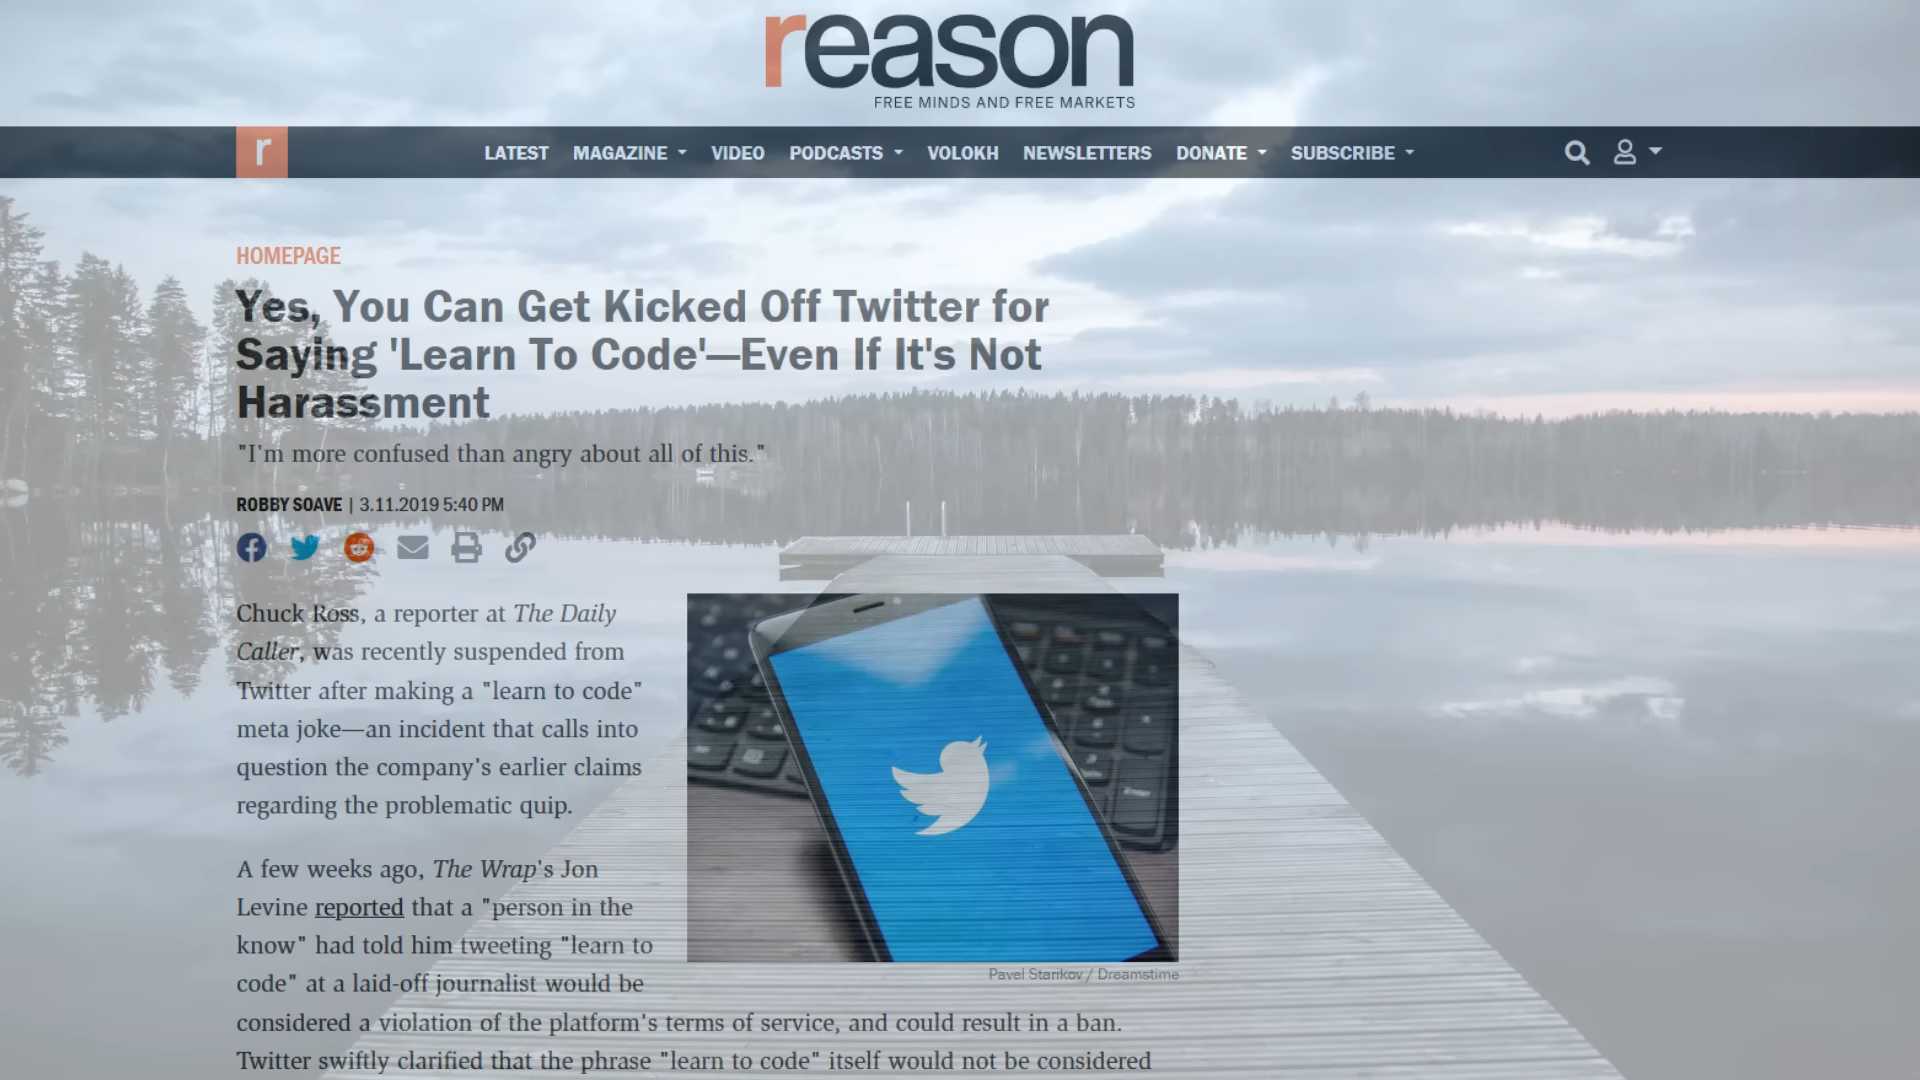 reason
FREE MINDS AND FREE MARKETS
r LATEST MAGAZINE VIDEO PODCASTS VOLOKH NEWSLETTERS DONATE SUBSCRIBE
HOMEPAGE
Yes, You Can Get Kicked Off Twitter for
Saying 'Learn To Code'—Even If It's Not
Harassment
"I'm more confused than angry about all of this."
ROBBY SOAVE | 3.11.2019 5:40 PM
Chuck Ross, a reporter at The Daily
Caller, was recently suspended from
Twitter after making a "learn to code"
meta joke—an incident that calls into
question the company's earlier claims
regarding the problematic quip.
A few weeks ago, The Wrap's Jon
Levine reported that a "person in the
know" had told him tweeting "learn to
code" at a laid-off journalist would be
Pavel Starikov / Dreamstime
considered a violation of the platform's terms of service, and could result in a ban.
Twitter swiftly clarified that the phrase "learn to code" itself would not be considered